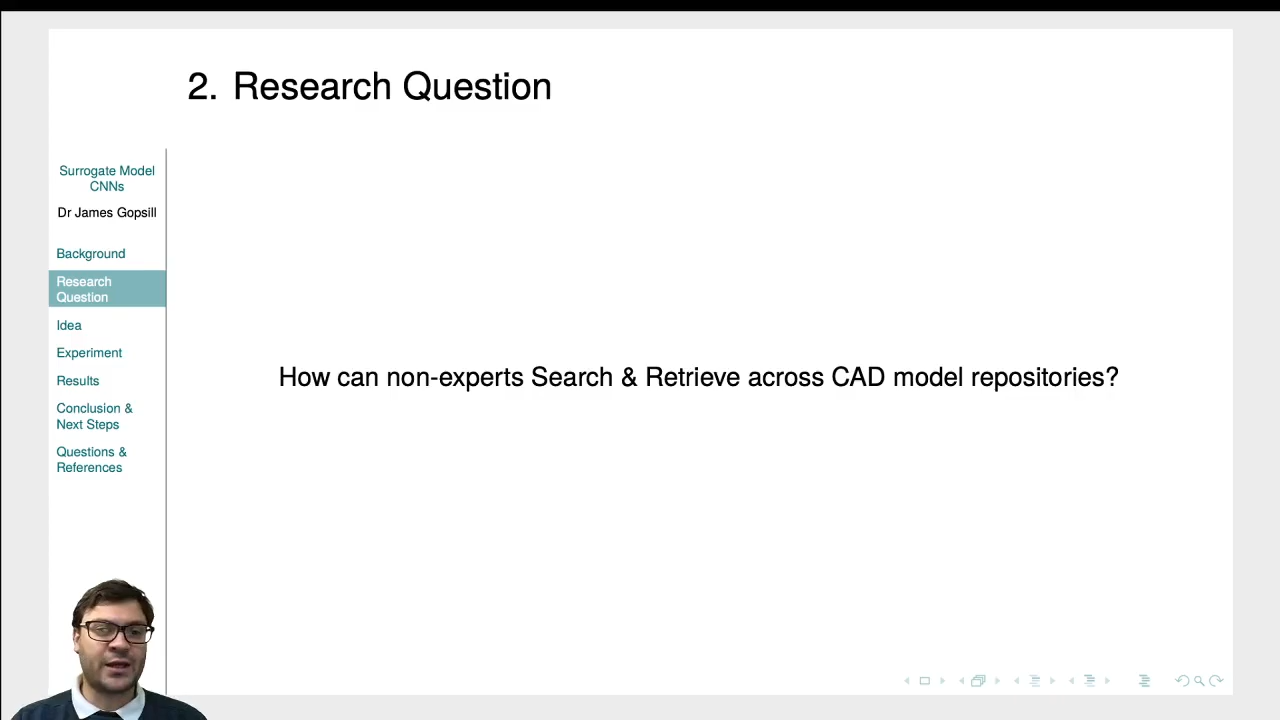 2. Research Question
Surrogate Model
CNNs
Dr James Gopsill
Background
Research
Question
Idea
Experiment
Results
Conclusion &
Next Steps
Questions &
References
How can non-experts Search & Retrieve across CAD model repositories?